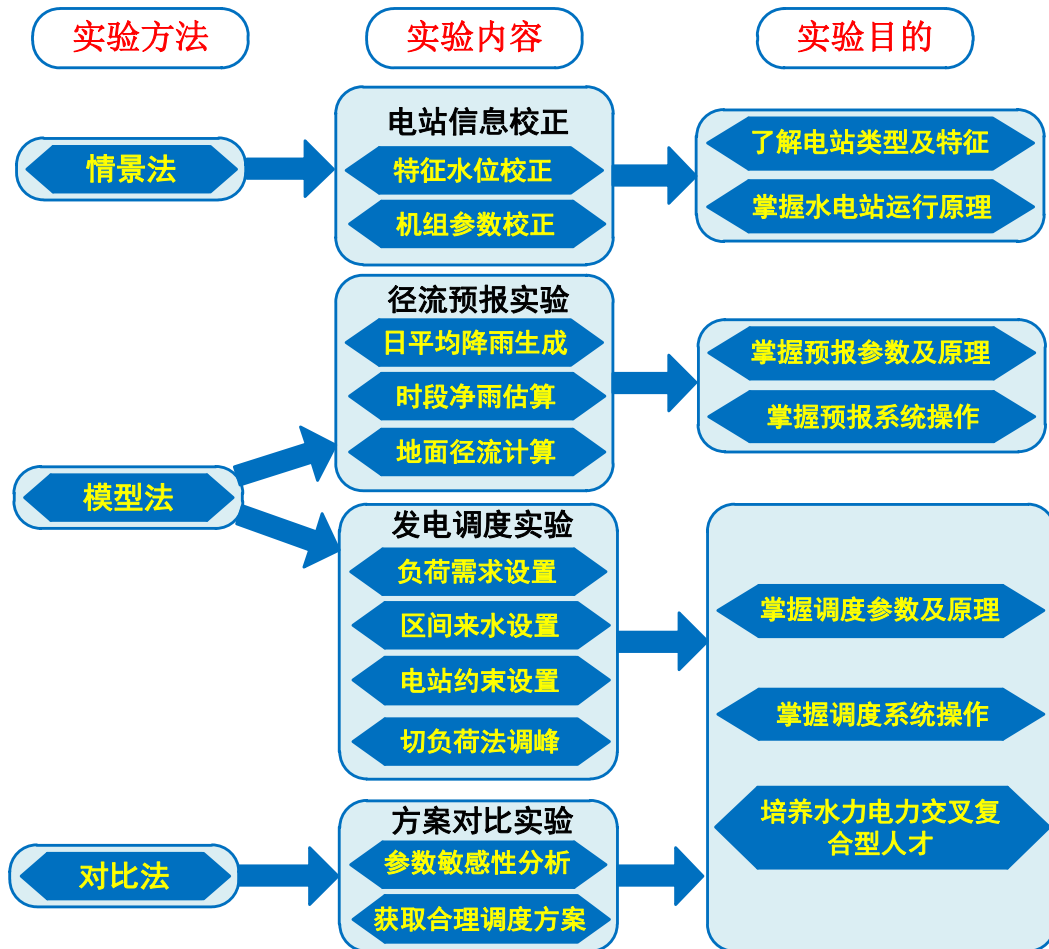 实验方法
实验内容
实验目的
情景法
电站信息校正
特征水位校正
机组参数校正
了解电站类型及特征
掌握水电站运行原理
模型法
径流预报实验
日平均降雨生成
时段净雨估算
地面径流计算
掌握预报参数及原理
掌握预报系统操作
发电调度实验
负荷需求设置
区间来水设置
电站约束设置
切负荷法调峰
掌握调度参数及原理
掌握调度系统操作
培养水力电力交叉复
合型人才
对比法
方案对比实验
参数敏感性分析
获取合理调度方案